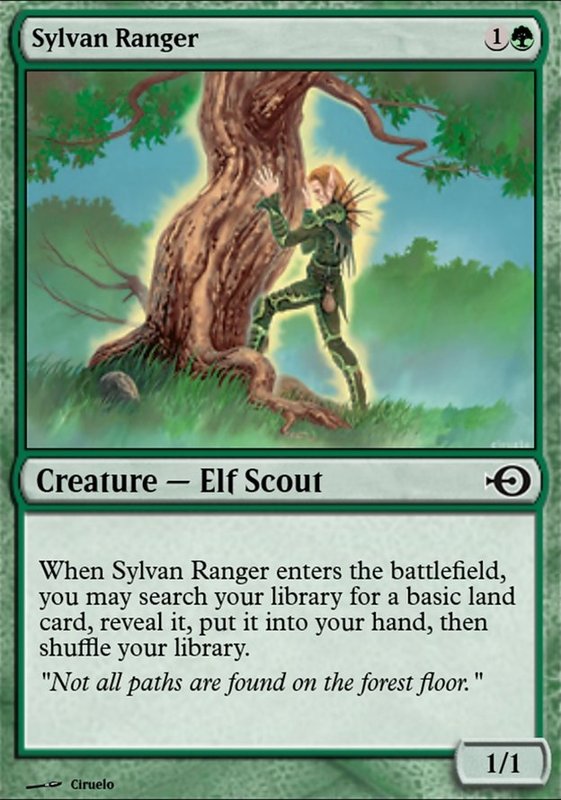 Sylvan Ranger
1
Ciruelo
Creature — Elf Scout
When Sylvan Ranger enters the battlefield,
you may search your library for a basic land
card, reveal it, put it into your hand, then
shuffle your library.
"Not all paths are found on the forest floor."
1/1
Ciruelo